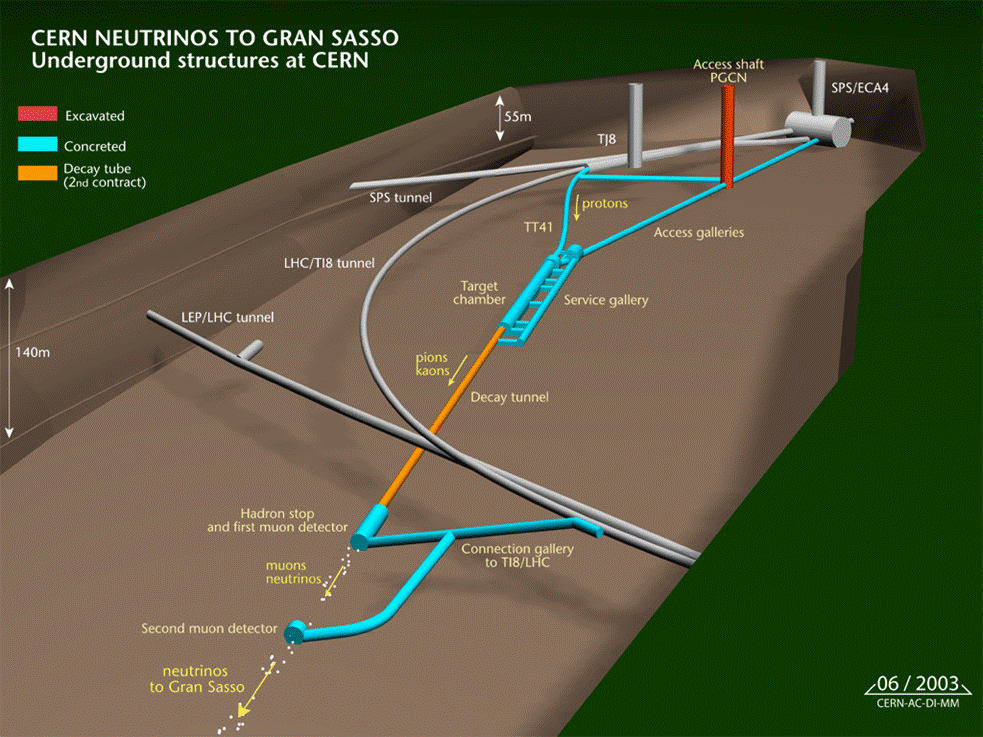 CERN NEUTRINOS TO GRAN SASSO
Underground structures at CERN
Excavated
Concreted
Decay tube
(2nd contract)
55m
140m
Access shaft
PGCN
SPS/ECA4
TJ8
SPS tunnel
protons
TT41
Access galleries
LHC/TI8 tunnel
Target
chamber
Service gallery
LEP/LHC tunnel
pions
kaons
Decay tunnel
Hadron stop
and first muon detector
Connection gallery
to TI8/LHC
muons
neutrinos
Second muon detector
neutrinos
to Gran Sasso
06 / 2003
CERN-AC-DI-MM